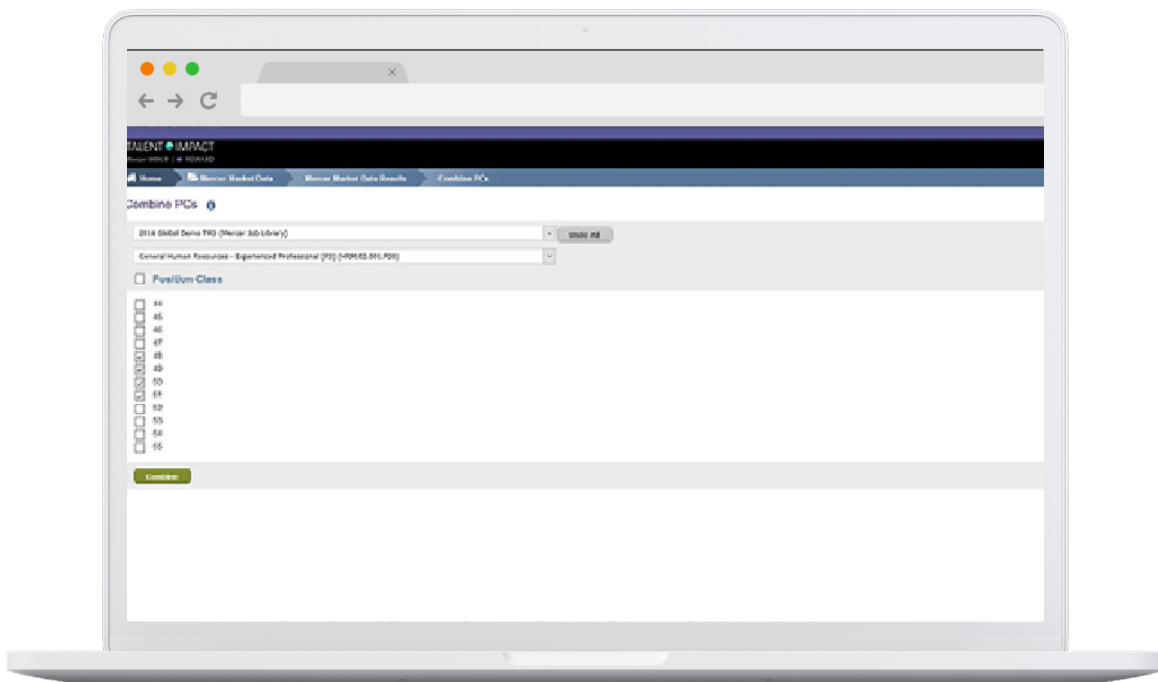 TALENT IMPACT
Home Mercer Market Data Mercer Market Data Results Combine PCs
Combine PCs
2016 Global Demo TRS (Mercer Job Library)
Undo All
General Human Resources - Experienced Professional (P2)
Position Class
44
45
46
47
48
49
50
51
52
53
54
55
Combine